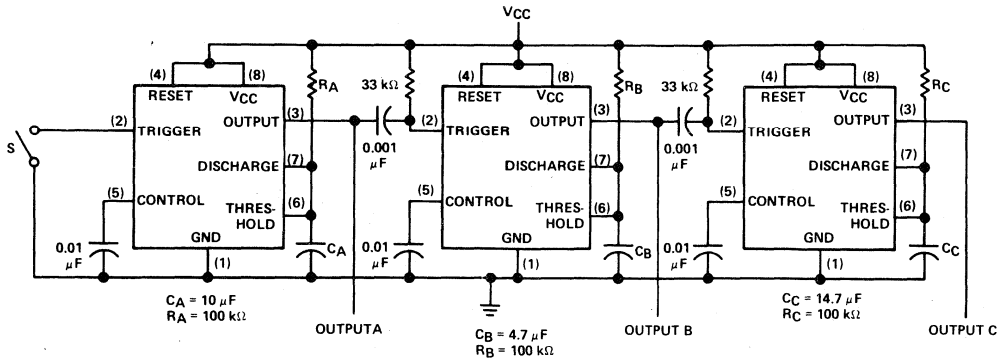 VCC
(4)
(8)
RESET
VCC
(3)
OUTPUT
(2)
TRIGGER
S
DISCHARGE
(7)
(5)
CONTROL
THRES-
HOLD
(6)
GND
(1)
0.01
μF
RA
CA
CA = 10 μF
RA = 100 kΩ
OUTPUT A
33 kΩ
0.001
μF
(4)
(8)
RESET
VCC
(3)
OUTPUT
(2)
TRIGGER
DISCHARGE
(7)
(5)
CONTROL
THRES-
HOLD
(6)
GND
(1)
0.01
μF
RB
CB
CB = 4.7 μF
RB = 100 kΩ
OUTPUT B
33 kΩ
0.001
μF
(4)
(8)
RESET
VCC
(3)
OUTPUT
(2)
TRIGGER
DISCHARGE
(7)
(5)
CONTROL
THRES-
HOLD
(6)
GND
(1)
0.01
μF
RC
CC
CC = 14.7 μF
RC = 100 kΩ
OUTPUT C